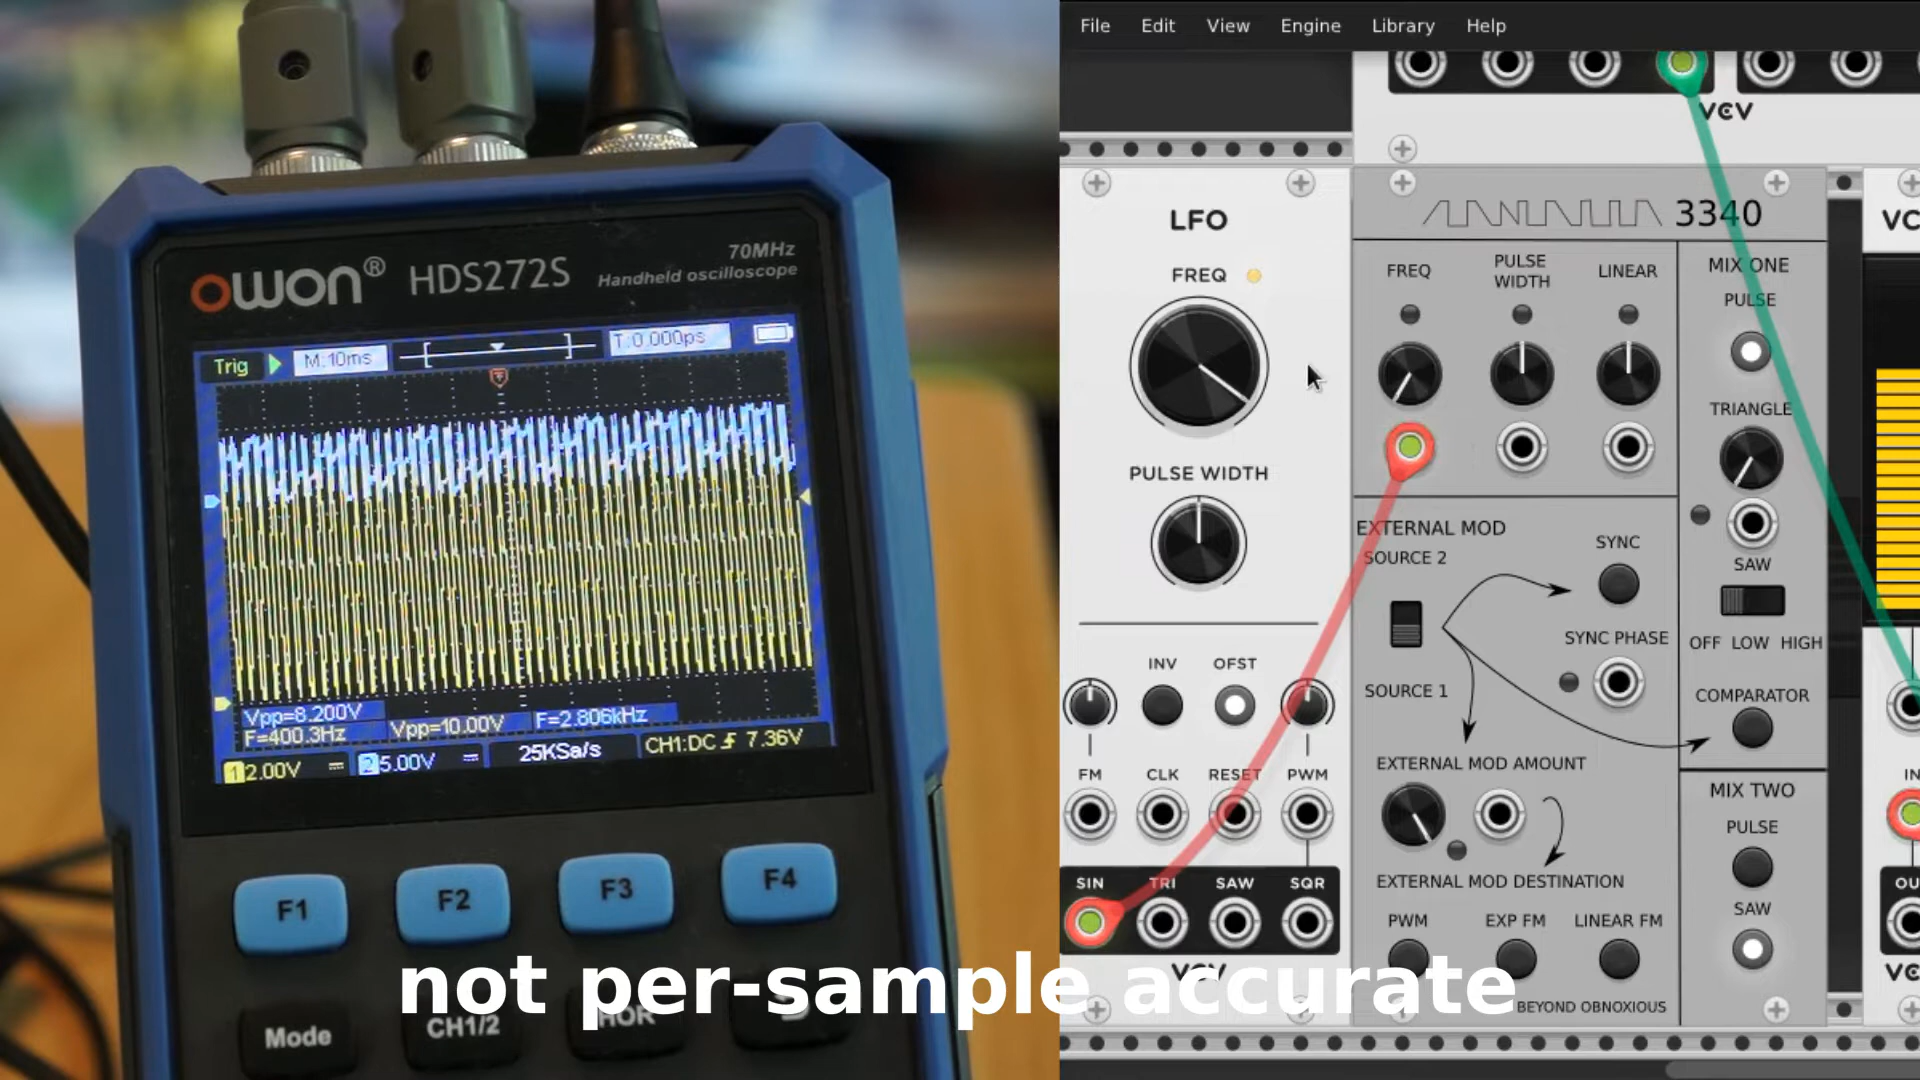 owon® HDS272S
70MHz
Handheld oscilloscope
Trig M:10ms T:0.000ps
Vpp=8.200V Vpp=10.00V F=2.806kHz
F=400.3Hz
1 2.00V 2 5.00V 25KSa/s CH1:DC 7.36V
F1 F2 F3 F4
Mode CH1/2 HOR
File Edit View Engine Library Help
VCV
LFO
FREQ
PULSE WIDTH
INV OFST
FM CLK RESET PWM
SIN TRI SAW SQR
VCV
3340
FREQ
PULSE
WIDTH
LINEAR
EXTERNAL MOD
SOURCE 2
SYNC
SYNC PHASE
SOURCE 1
EXTERNAL MOD AMOUNT
EXTERNAL MOD DESTINATION
PWM EXP FM LINEAR FM
BEYOND OBNOXIOUS
MIX ONE
PULSE
TRIANGLE
SAW
OFF LOW HIGH
COMPARATOR
MIX TWO
PULSE
SAW
not per-sample accurate